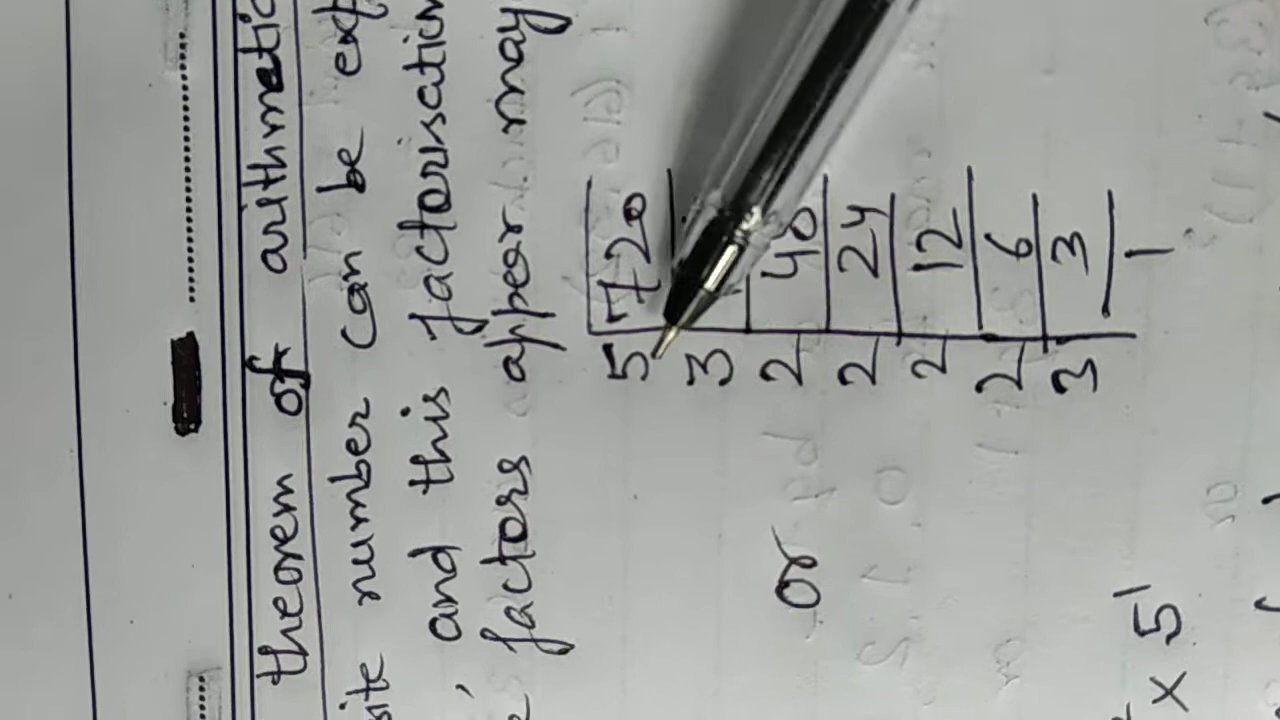 theorem of arithmatic
number can be
and this factorisation
factors appear may
5 720
3
2 48
2 24
2 12
2 6
3 3
1
or
× 5¹